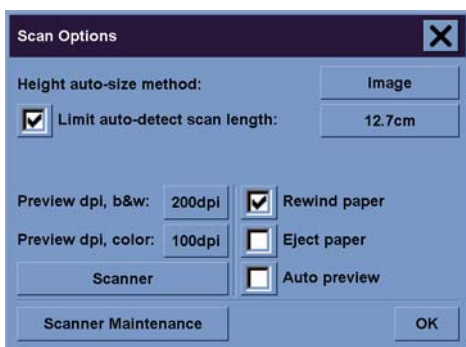 Scan Options
Height auto-size method: Image
Limit auto-detect scan length: 12.7cm
Preview dpi, b&w: 200dpi Rewind paper
Preview dpi, color: 100dpi Eject paper
Scanner Auto preview
Scanner Maintenance OK